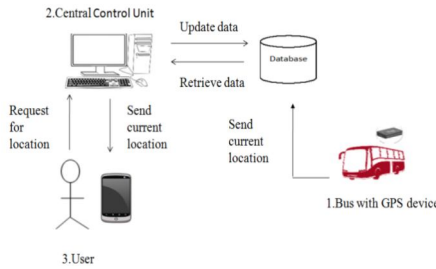 2.Central Control Unit
Update data
Database
Retrieve data
Request
for
location
Send
current
location
Send
current
location
1.Bus with GPS device
3.User